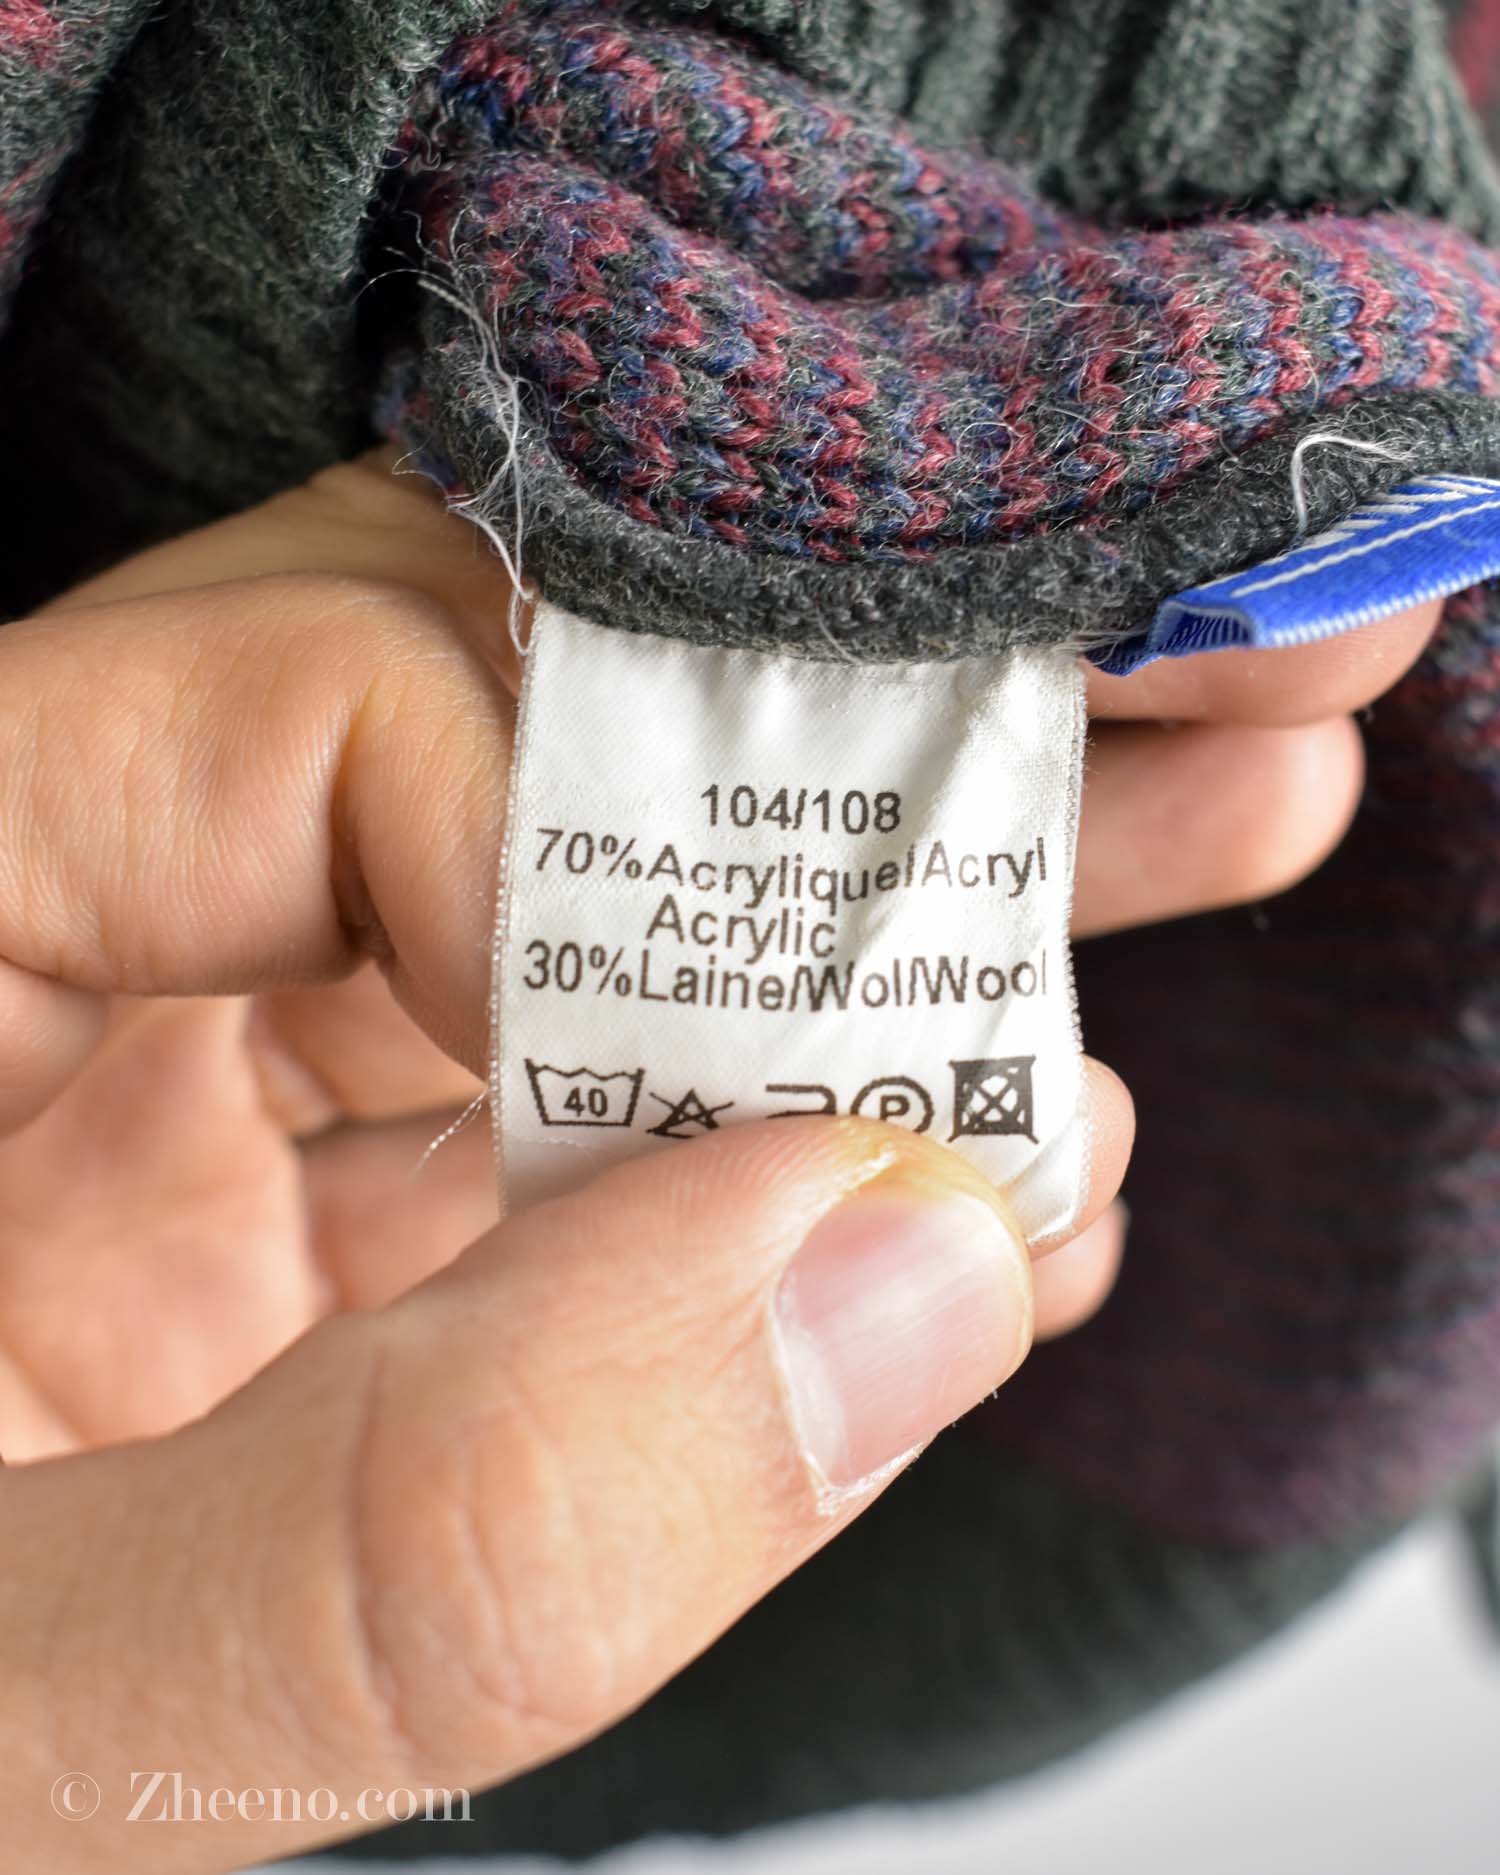 104/108
70%Acrylique/Acryl
Acrylic
30%Laine/Wol/Wool
40
P
© Zheeno.com